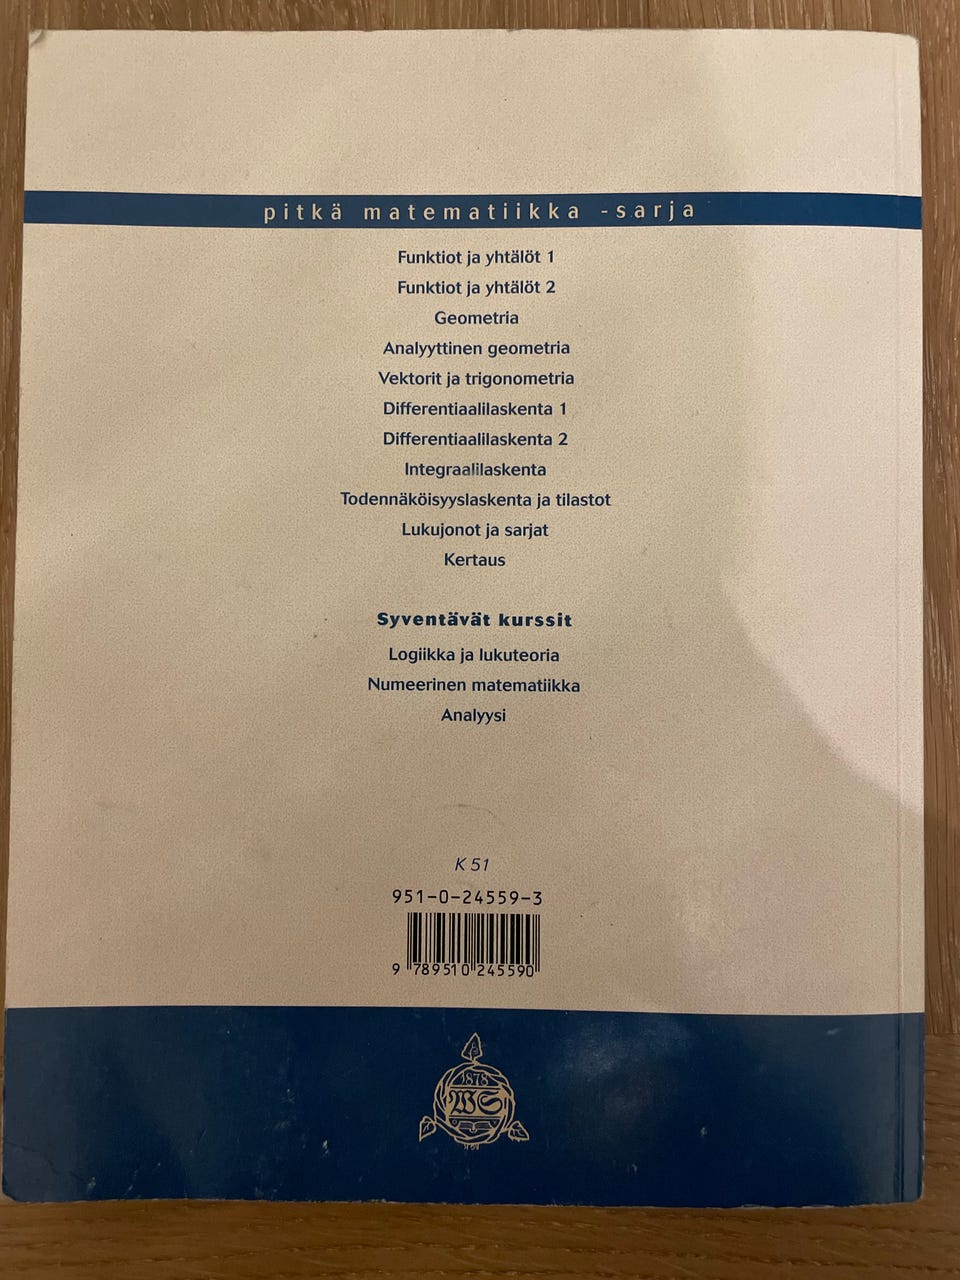 pitkä matematiikka -sarja
Funktiot ja yhtälöt 1
Funktiot ja yhtälöt 2
Geometria
Analyyttinen geometria
Vektorit ja trigonometria
Differentiaalilaskenta 1
Differentiaalilaskenta 2
Integraalilaskenta
Todennäköisyyslaskenta ja tilastot
Lukujonot ja sarjat
Kertaus
Syventävät kurssit
Logiikka ja lukuteoria
Numeerinen matematiikka
Analyysi
K 51
951-0-24559-3
9 789510 245590
1878
WS